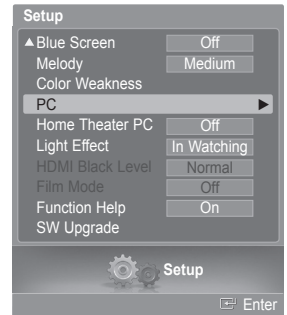 Setup
▲Blue Screen Off
Melody Medium
Color Weakness
PC ►
Home Theater PC Off
Light Effect In Watching
HDMI Black Level Normal
Film Mode Off
Function Help On
SW Upgrade
Setup
Enter